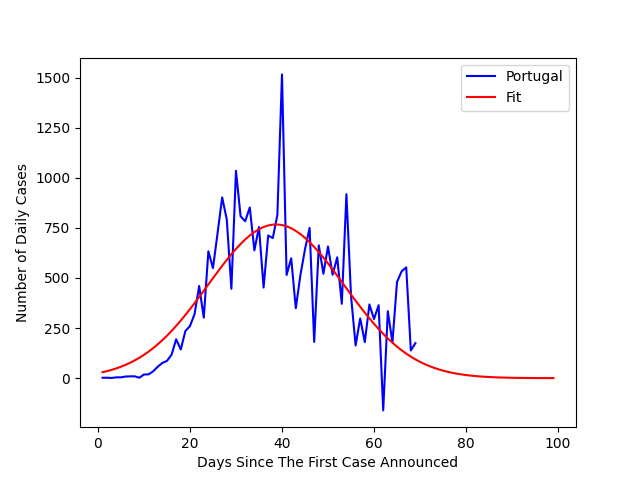 Portugal
Fit
1500
1250
1000
750
500
250
0
Number of Daily Cases
0 20 40 60 80 100
Days Since The First Case Announced